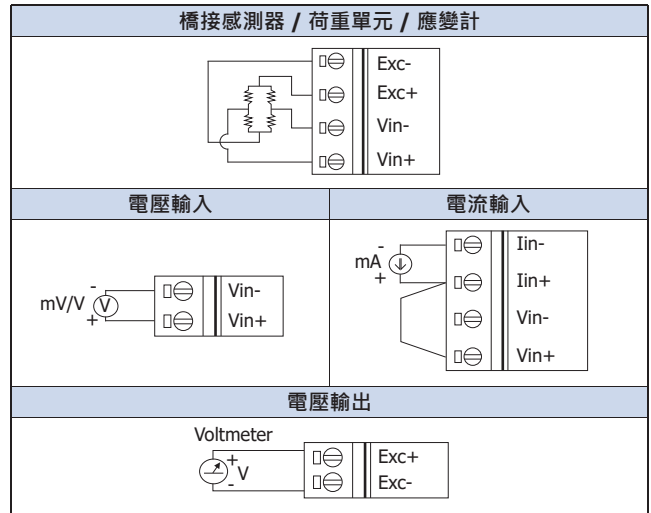 橋接感測器 / 荷重單元 / 應變計
Exc-
Exc+
Vin-
Vin+
電壓輸入
電流輸入
mV/V
-
V
+
Vin-
Vin+
mA
-
+
Iin-
Iin+
Vin-
Vin+
電壓輸出
Voltmeter
+
V
-
Exc+
Exc-